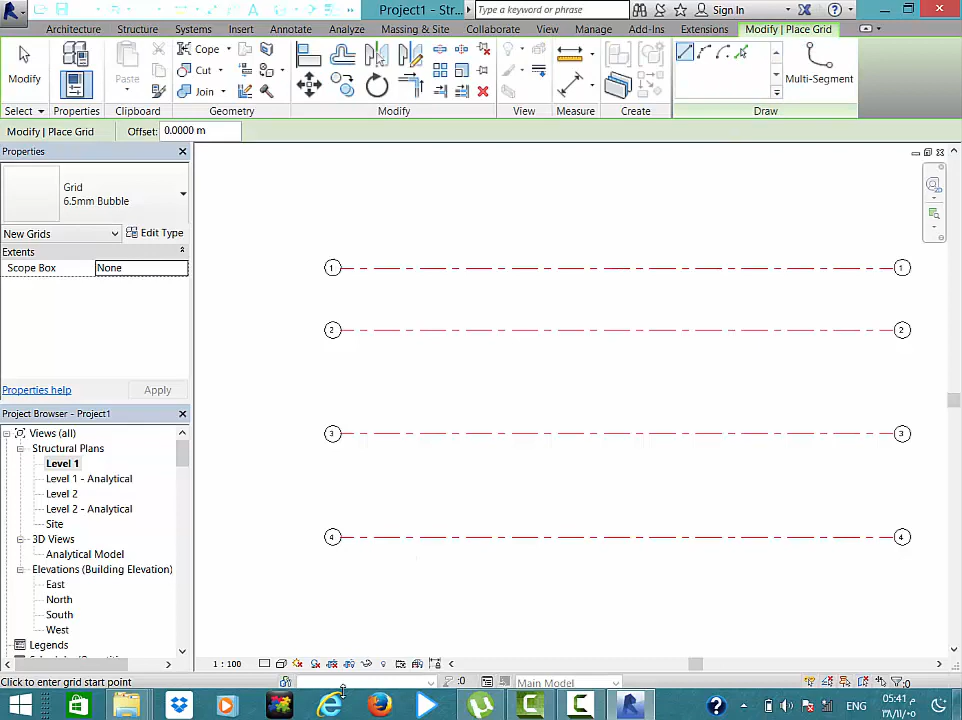 Project1 - Str...
Type a keyword or phrase
Sign In
Architecture
Structure
Systems
Insert
Annotate
Analyze
Massing & Site
Collaborate
View
Manage
Add-Ins
Extensions
Modify | Place Grid
Modify
Paste
Cope
Cut
Join
Multi-Segment
Select
Properties
Clipboard
Geometry
Modify
View
Measure
Create
Draw
Modify | Place Grid
Offset:
0.0000 m
Properties
Grid
6.5mm Bubble
New Grids
Edit Type
Extents
Scope Box
None
Properties help
Apply
Project Browser - Project1
Views (all)
Structural Plans
Level 1
Level 1 - Analytical
Level 2
Level 2 - Analytical
Site
3D Views
Analytical Model
Elevations (Building Elevation)
East
North
South
West
Legends
1 1
2 2
3 3
4 4
1 : 100
Click to enter grid start point
:0
Main Model
:0
ENG
05:41 م
٣٨/١١/٠٨